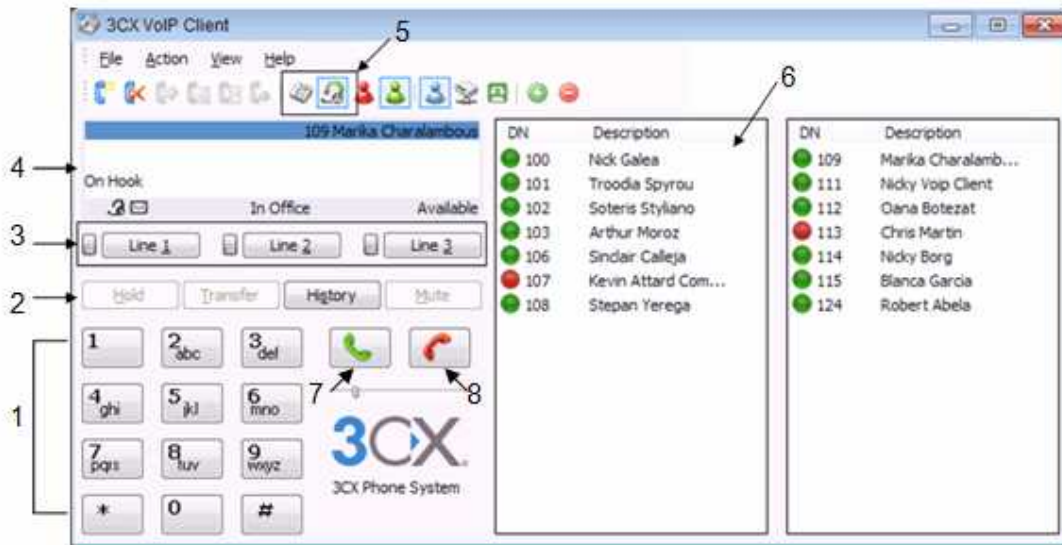 3CX VoIP Client
5
File Action View Help
6
109 Marika Charalambous
4
On Hook
In Office Available
3
Line 1 Line 2 Line 3
2
Hold Transfer History Mute
1
1 2 abc 3 del
4 ghi 5 jkl 6 mno
7 pqrs 8 tuv 9 wxyz
* 0 #
7 8
3CX
3CX Phone System
DN Description
100 Nick Galea
101 Troodia Spyrou
102 Soteris Styliano
103 Arthur Moroz
106 Sinclair Calleja
107 Kevin Attard Com...
108 Stepan Yerega
DN Description
109 Marika Charalamb...
111 Nicky Voip Client
112 Oana Botezat
113 Chris Martin
114 Nicky Borg
115 Blanca Garcia
124 Robert Abela